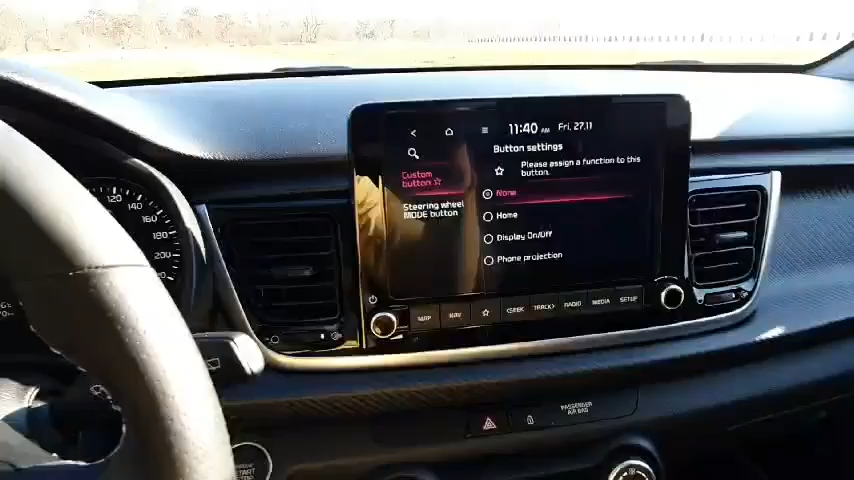 11:40 AM Fri. 27.11
Button settings
Please assign a function to this
button.
Custom
button ☆
Steering wheel
MODE button
None
Home
Display On/Off
Phone projection
MAP NAV ☆ <SEEK TRACK> RADIO MEDIA SETUP
120
140
160
180
200
PASSENGER
AIR BAG
START